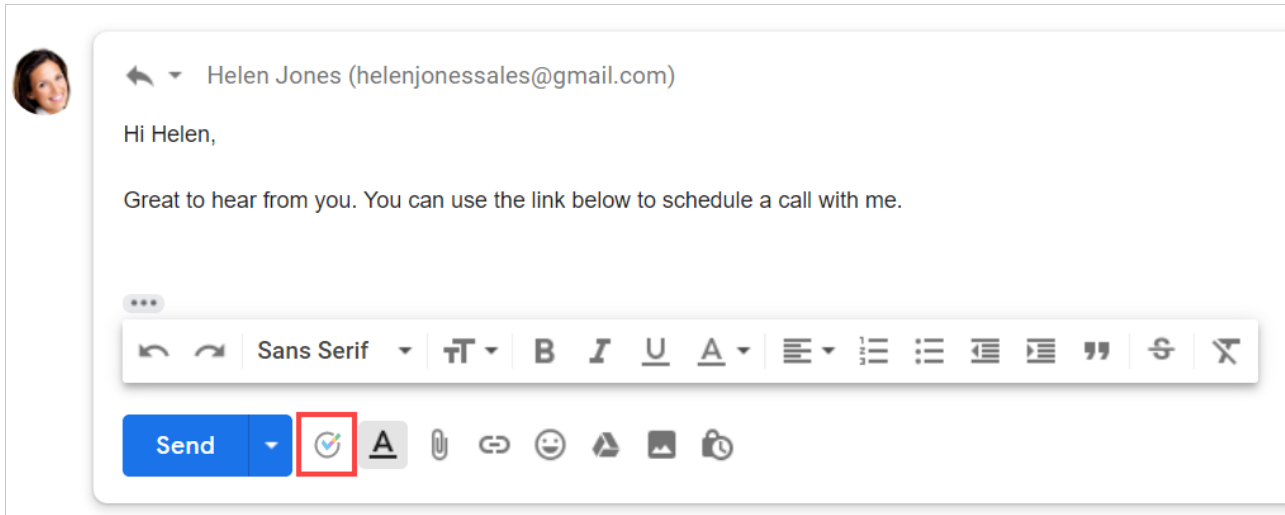 Helen Jones (helenjonessales@gmail.com)
Hi Helen,
Great to hear from you. You can use the link below to schedule a call with me.
Sans Serif
Send